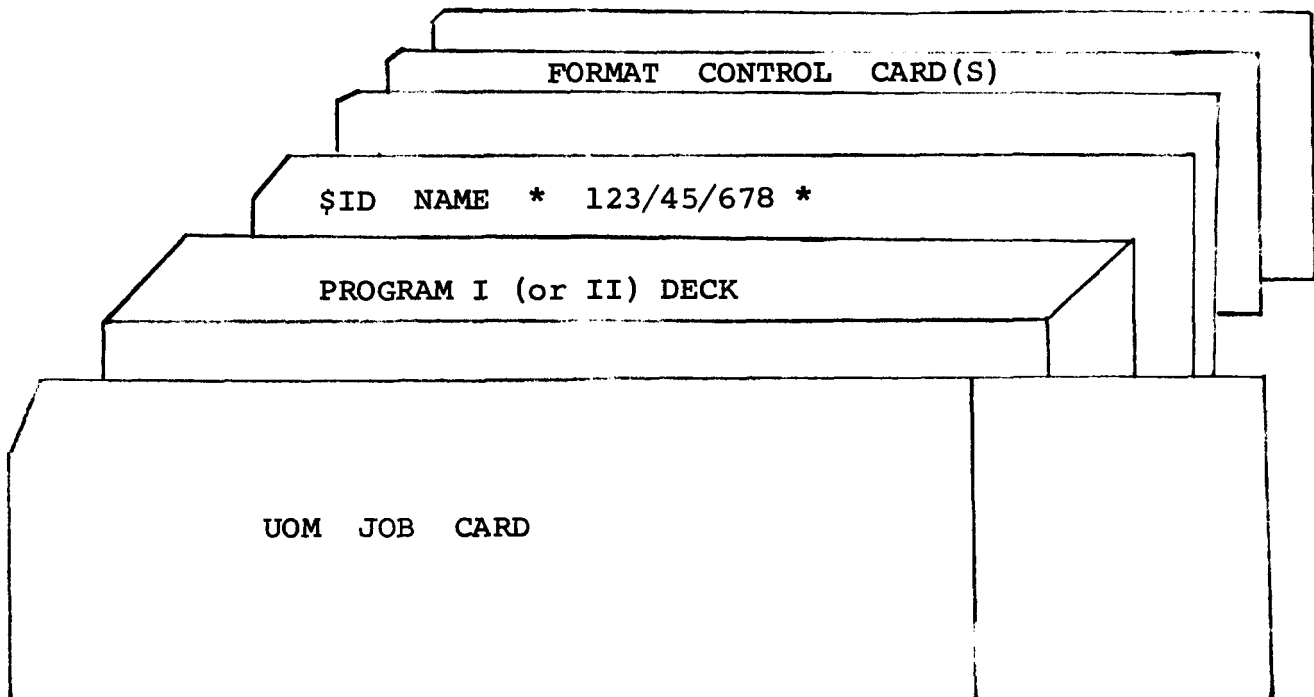 FORMAT CONTROL CARD(S)
$ID NAME * 123/45/678 *
PROGRAM I (or II) DECK
UOM JOB CARD